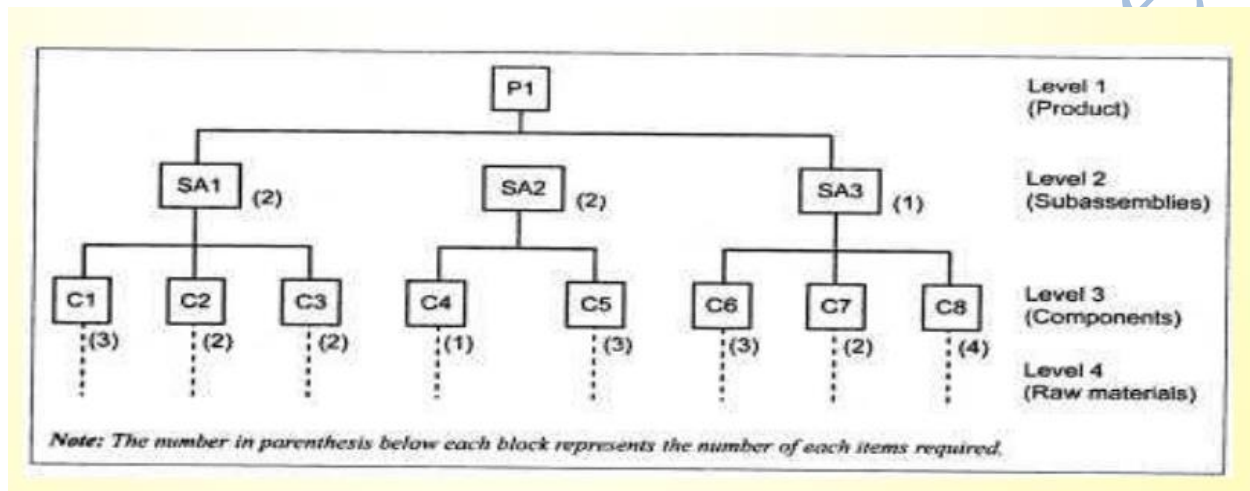 P1
Level 1
(Product)
SA1
(2)
SA2
(2)
SA3
(1)
Level 2
(Subassemblies)
C1
C2
C3
C4
C5
C6
C7
C8
Level 3
(Components)
(3)
(2)
(2)
(1)
(3)
(3)
(2)
(4)
Level 4
(Raw materials)
Note: The number in parenthesis below each block represents the number of each items required.